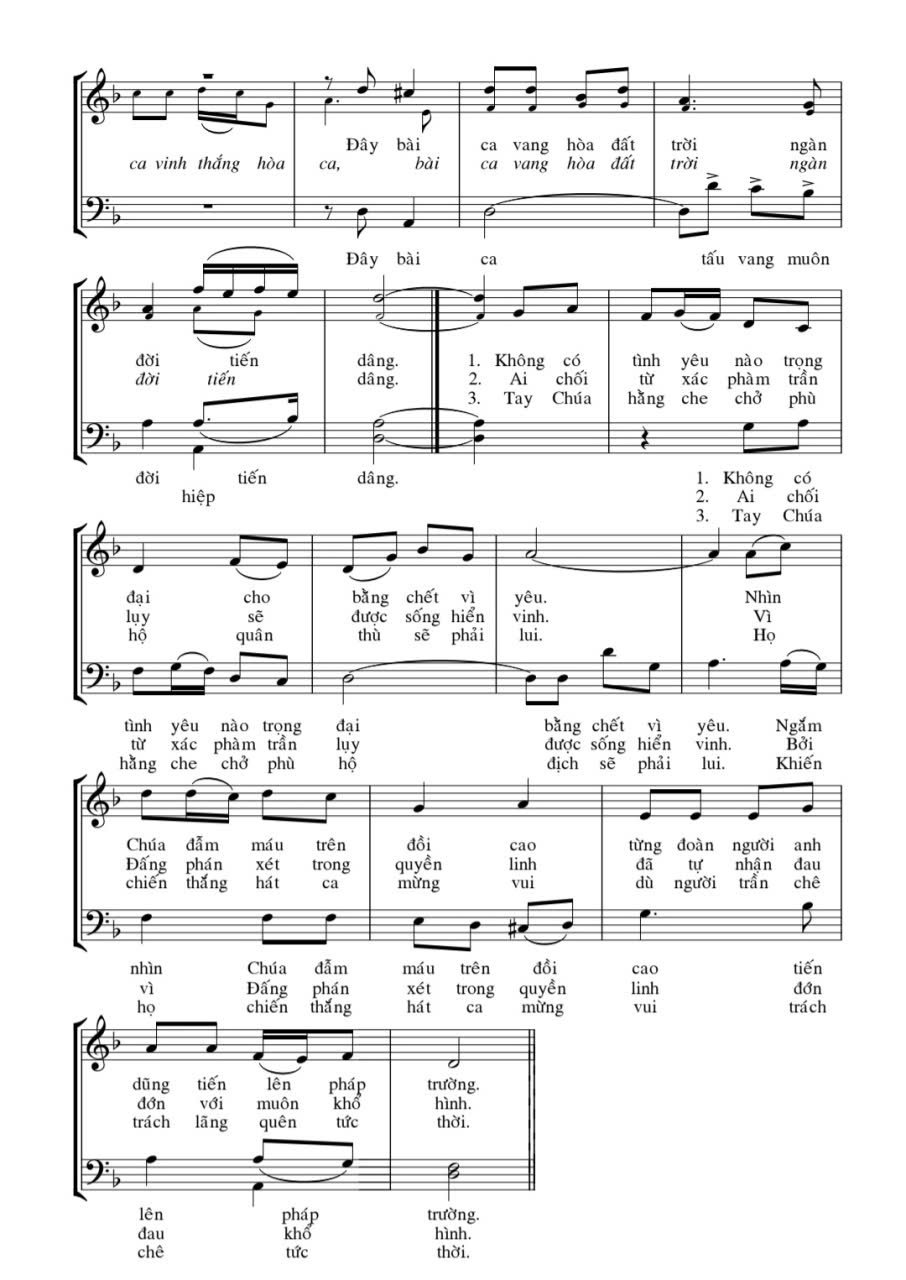 Đây bài ca vang hòa đất trời ngàn
ca vinh thắng hòa ca, bài ca vang hòa đất trời ngàn
Đây bài ca tấu vang muôn
đời tiến dâng. 1. Không có tình yêu nào trọng
đời tiến dâng. 2. Ai chối từ xác phàm trần
3. Tay Chúa hằng che chở phù
đời tiến dâng. 1. Không có
hiệp 2. Ai chối
3. Tay Chúa
đại cho bằng chết vì yêu. Nhìn
lụy sẽ được sống hiển vinh. Vì
hộ quân thù sẽ phải lui. Họ
tình yêu nào trọng đại bằng chết vì yêu. Ngắm
từ xác phàm trần lụy được sống hiển vinh. Bởi
hằng che chở phù hộ địch sẽ phải lui. Khiến
Chúa đẫm máu trên đồi cao từng đoàn người anh
Đấng phán xét trong quyền linh đã tự nhận đau
chiến thắng hát ca mừng vui dù người trần chê
nhìn Chúa đẫm máu trên đồi cao tiến
vì Đấng phán xét trong quyền linh đớn
họ chiến thắng hát ca mừng vui trách
dũng tiến lên pháp trường.
đớn với muôn khổ hình.
trách lãng quên tức thời.
lên pháp trường.
đau khổ hình.
chê tức thời.